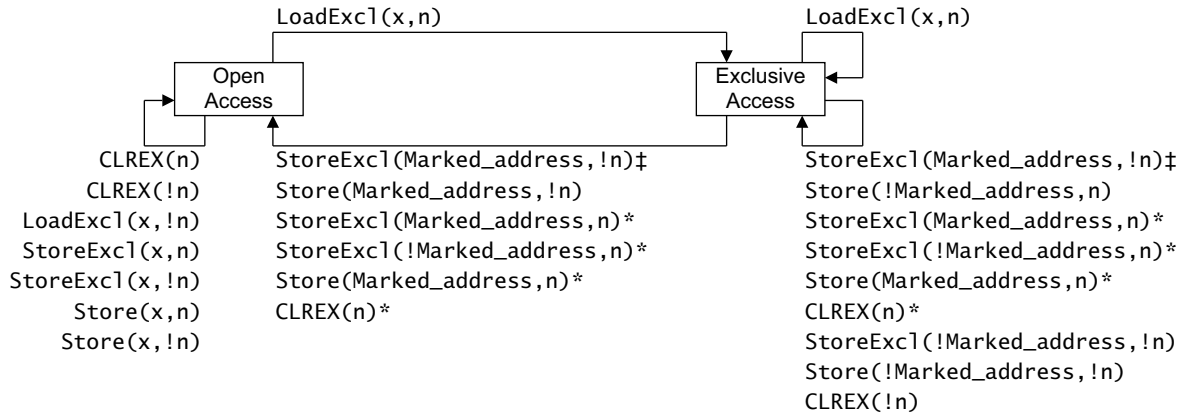 LoadExcl(x,n)
LoadExcl(x,n)
Open
Access
Exclusive
Access
CLREX(n)
CLREX(!n)
LoadExcl(x,!n)
StoreExcl(x,n)
StoreExcl(x,!n)
Store(x,n)
Store(x,!n)
StoreExcl(Marked_address,!n)‡
Store(Marked_address,!n)
StoreExcl(Marked_address,n)*
StoreExcl(!Marked_address,n)*
Store(Marked_address,n)*
CLREX(n)*
StoreExcl(Marked_address,!n)‡
Store(!Marked_address,n)
StoreExcl(Marked_address,n)*
StoreExcl(!Marked_address,n)*
Store(Marked_address,n)*
CLREX(n)*
StoreExcl(!Marked_address,!n)
Store(!Marked_address,!n)
CLREX(!n)